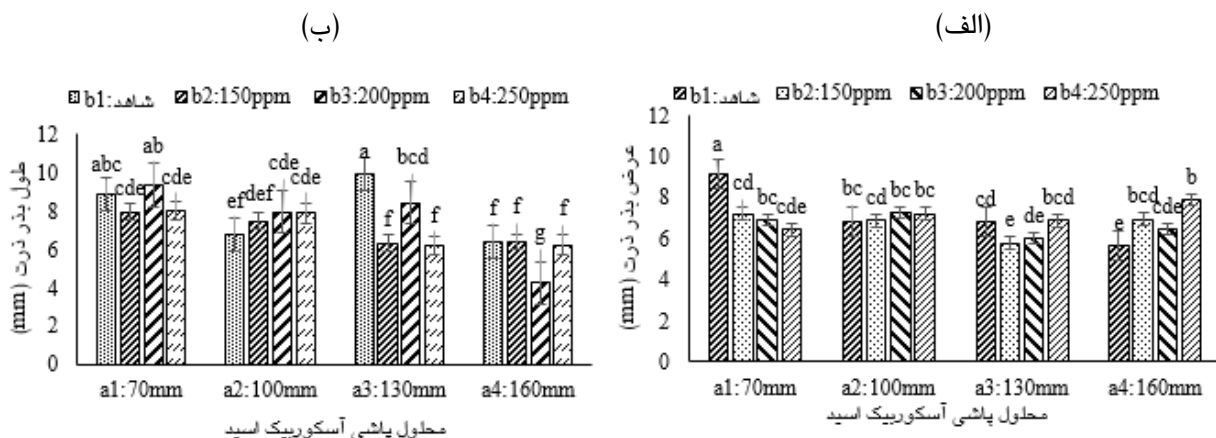 (الف)
b1:شاهد b2:150ppm b3:200ppm b4:250ppm
عرض بذر ذرت (mm)
12
10
8
6
4
2
0
a cd bc cde
bc cd bc bc
cd e de bcd
e bcd cde b
a1:70mm a2:100mm a3:130mm a4:160mm
محلول پاشی آسکوربیک اسید
(ب)
b1:شاهد b2:150ppm b3:200ppm b4:250ppm
طول بذر ذرت (mm)
12
10
8
6
4
2
0
abc cde ab cde
ef def cde cde
a f bcd f
f f g f
a1:70mm a2:100mm a3:130mm a4:160mm
محلول پاشی آسکوربیک اسید